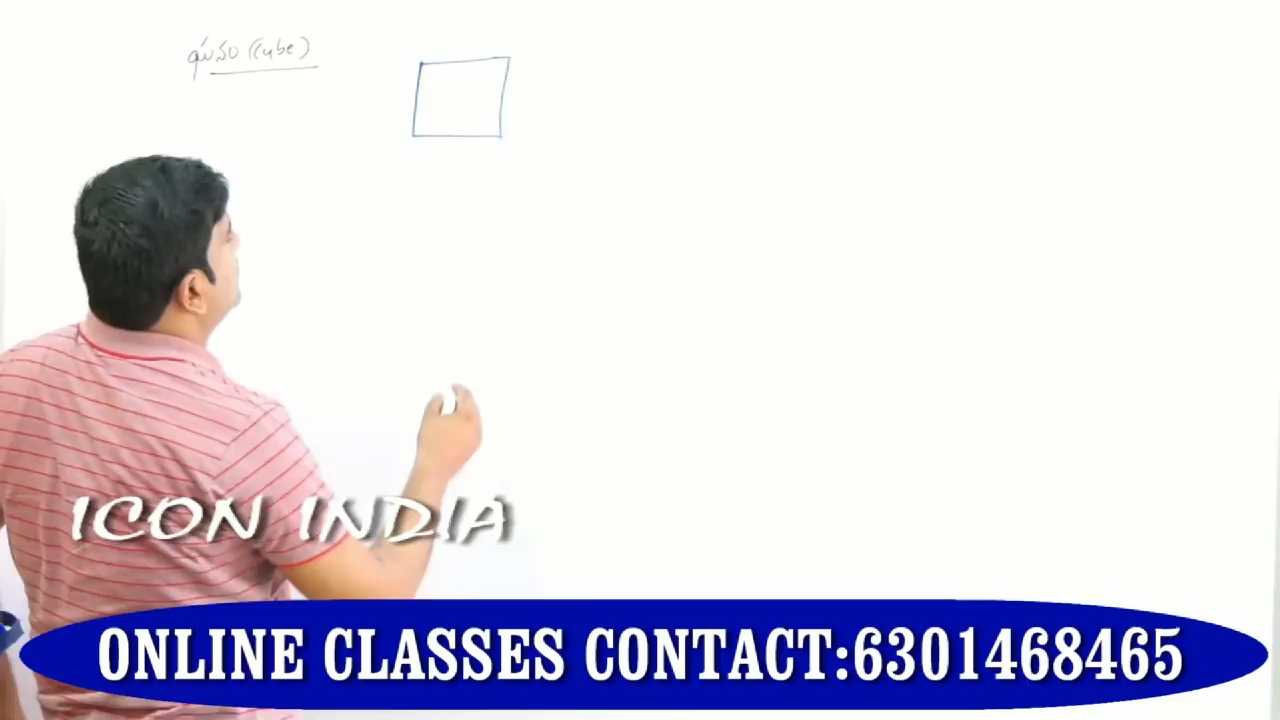 ఘనం (Cube)
ICON INDIA
ONLINE CLASSES CONTACT:6301468465